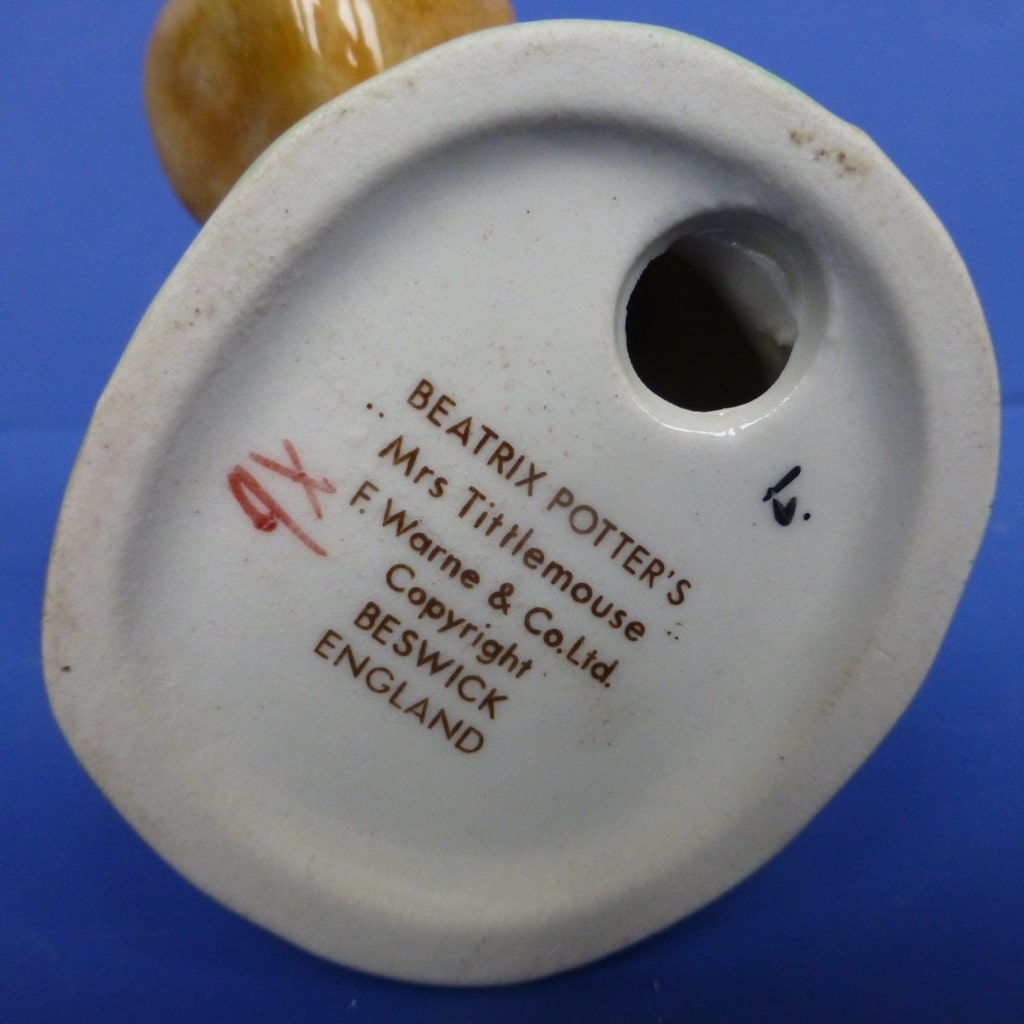 BEATRIX POTTER'S
Mrs Tittlemouse
F. Warne & Co.Ltd.
Copyright
BESWICK
ENGLAND